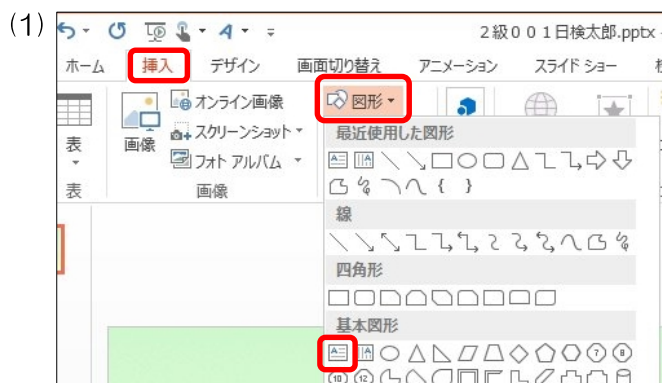 (1)
2級001日検太郎.pptx -
ホーム 挿入 デザイン 画面切り替え アニメーション スライド ショー
表 画像 オンライン画像 図形
スクリーンショット
フォト アルバム
表 画像
最近使用した図形
線
四角形
基本図形